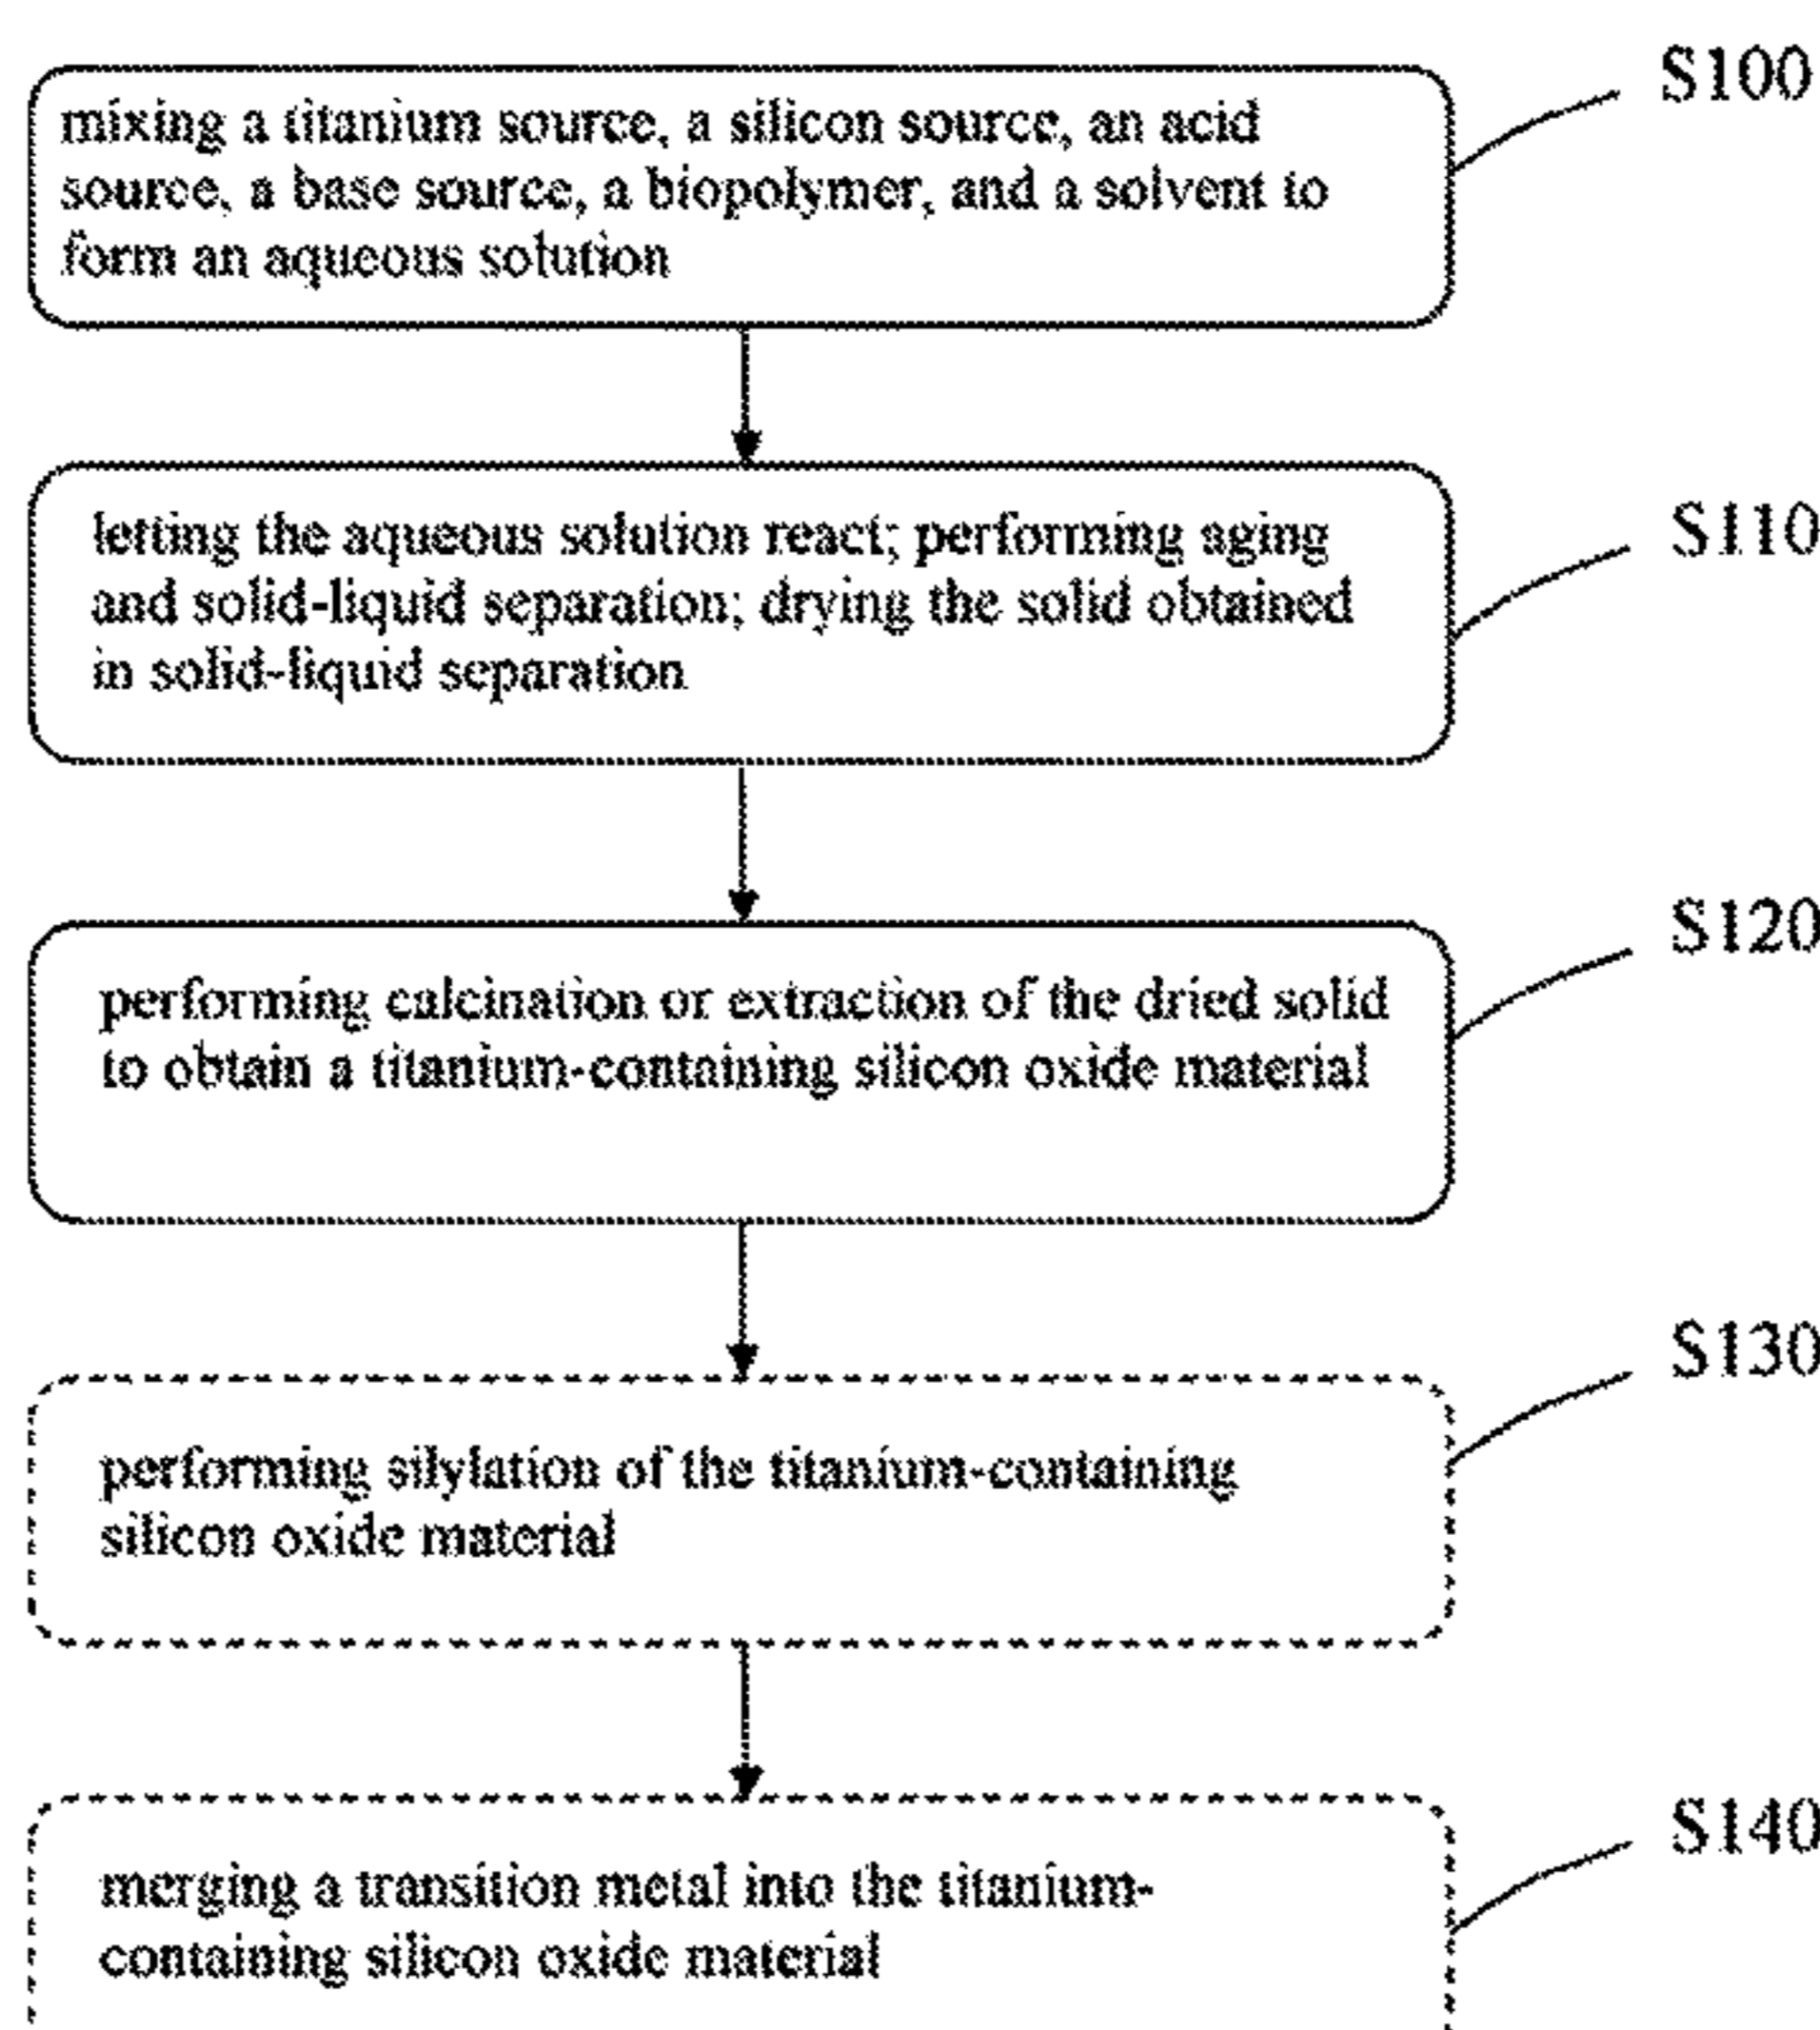 S100
mixing a titanium source, a silicon source, an acid
source, a base source, a biopolymer, and a solvent to
form an aqueous solution
S110
letting the aqueous solution react; performing aging
and solid-liquid separation; drying the solid obtained
in solid-liquid separation
S120
performing calcination or extraction of the dried solid
to obtain a titanium-containing silicon oxide material
S130
performing silylation of the titanium-containing
silicon oxide material
S140
merging a transition metal into the titanium-
containing silicon oxide material